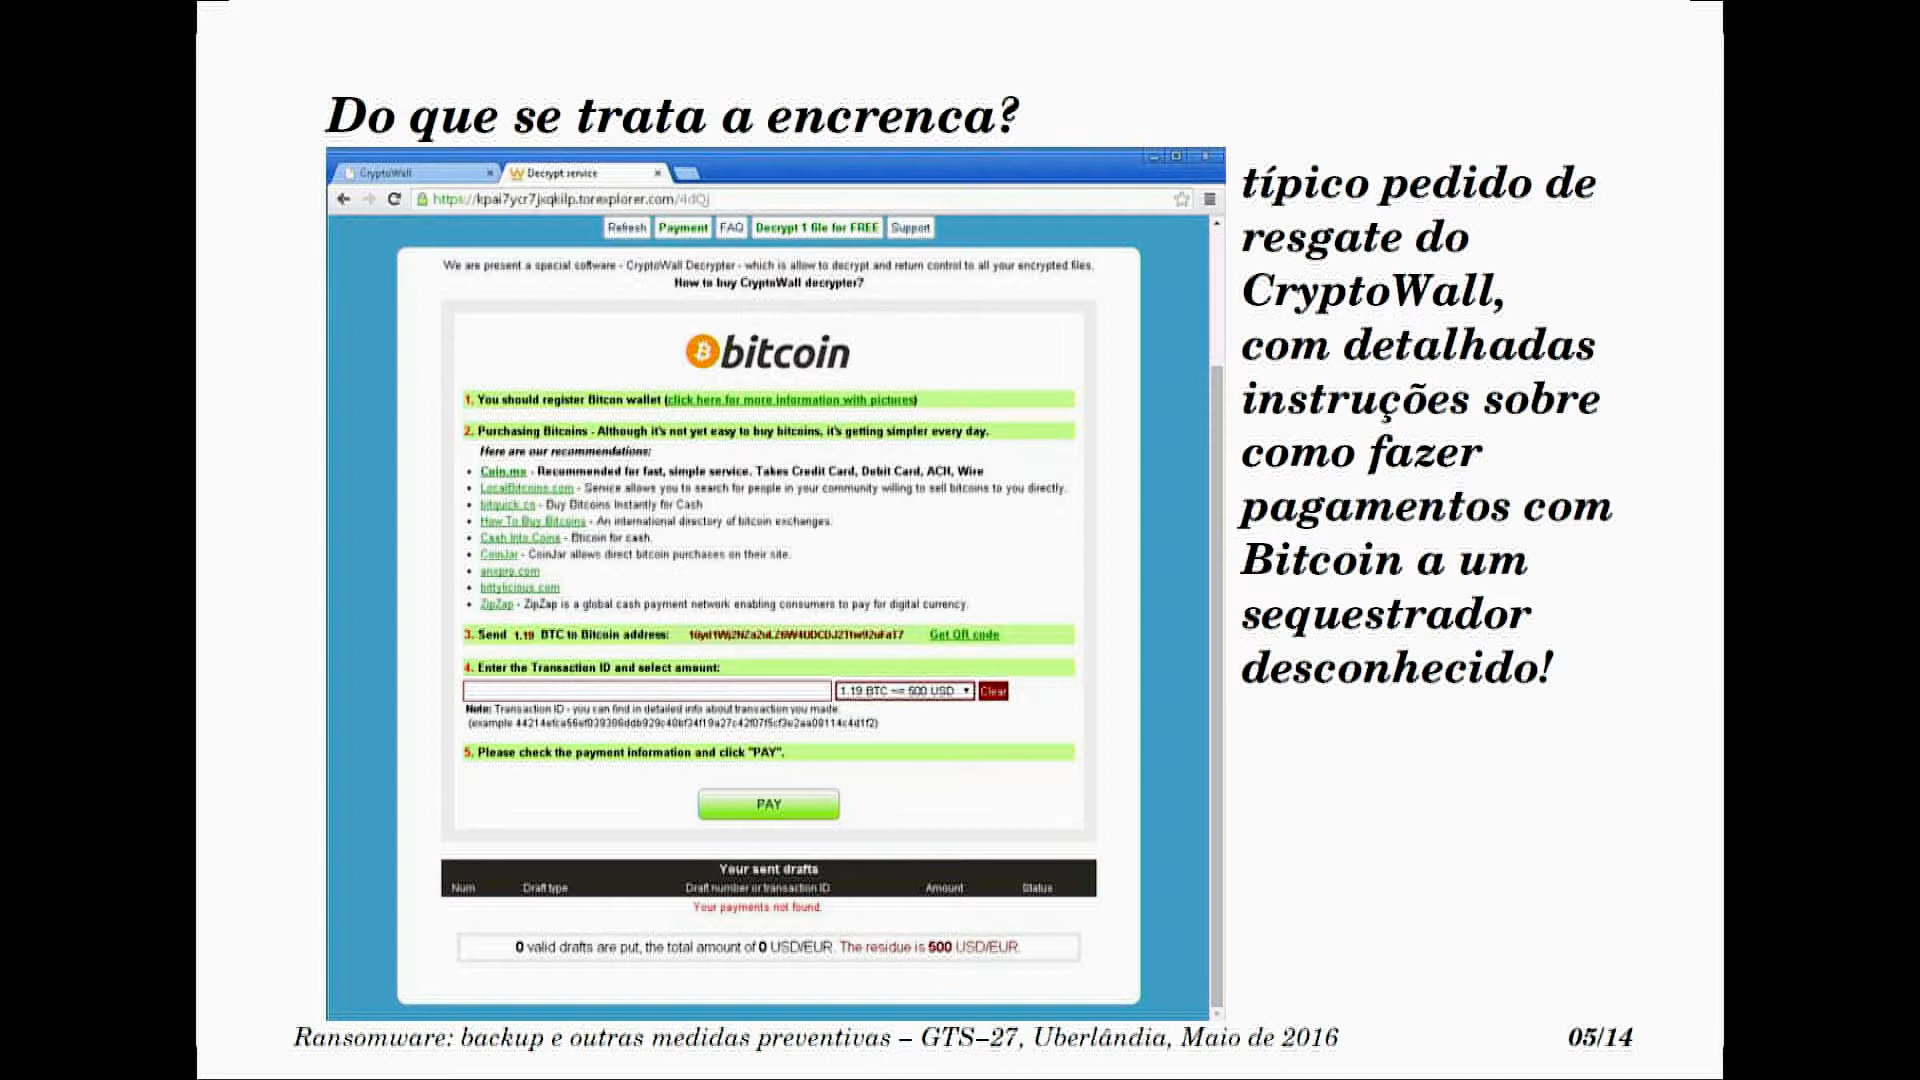 Do que se trata a encrenca?
CryptoWall
Decrypt service
https://kpai7ycr7jxqkilp.torexplorer.com/4dQj
Refresh Payment FAQ Decrypt 1 file for FREE Support
We are present a special software - CryptoWall Decrypter - which is allow to decrypt and return control to all your encrypted files.
How to buy CryptoWall decrypter?
bitcoin
1. You should register Bitcon wallet (click here for more information with pictures)
2. Purchasing Bitcoins - Although it's not yet easy to buy bitcoins, it's getting simpler every day.
Here are our recommendations:
Coin.mx - Recommended for fast, simple service. Takes Credit Card, Debit Card, ACH, Wire
LocalBitcoins.com - Service allows you to search for people in your community willing to sell bitcoins to you directly.
bitquick.co - Buy Bitcoins Instantly for Cash
How To Buy Bitcoins - An international directory of bitcoin exchanges.
Cash Into Coins - Bticoin for cash.
CoinJar - CoinJar allows direct bitcoin purchases on their site.
anxpro.com
bittylicious.com
ZipZap - ZipZap is a global cash payment network enabling consumers to pay for digital currency.
3. Send 1.19 BTC to Bitcoin address: Get QR code
4. Enter the Transaction ID and select amount:
1.19 BTC ~= 500 USD Clear
Note: Transaction ID - you can find in detailed info about transaction you made.
(example
5. Please check the payment information and click "PAY".
PAY
Your sent drafts
Num Draft type Draft number or transaction ID Amount Status
Your payments not found.
0 valid drafts are put, the total amount of 0 USD/EUR. The residue is 500 USD/EUR.
típico pedido de
resgate do
CryptoWall,
com detalhadas
instruções sobre
como fazer
pagamentos com
Bitcoin a um
sequestrador
desconhecido!
Ransomware: backup e outras medidas preventivas – GTS–27, Uberlândia, Maio de 2016 05/14